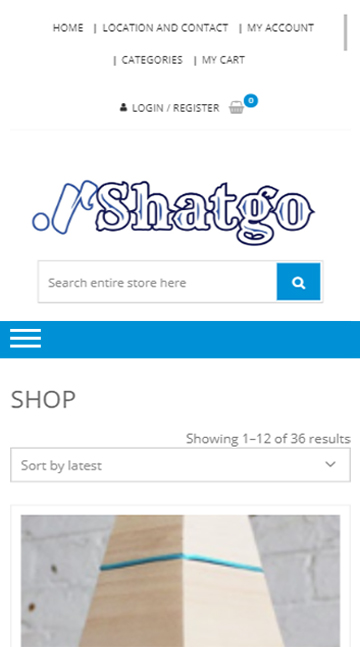 HOME | LOCATION AND CONTACT | MY ACCOUNT
| CATEGORIES | MY CART
LOGIN / REGISTER 0
Shatgo
Search entire store here
SHOP
Showing 1–12 of 36 results
Sort by latest